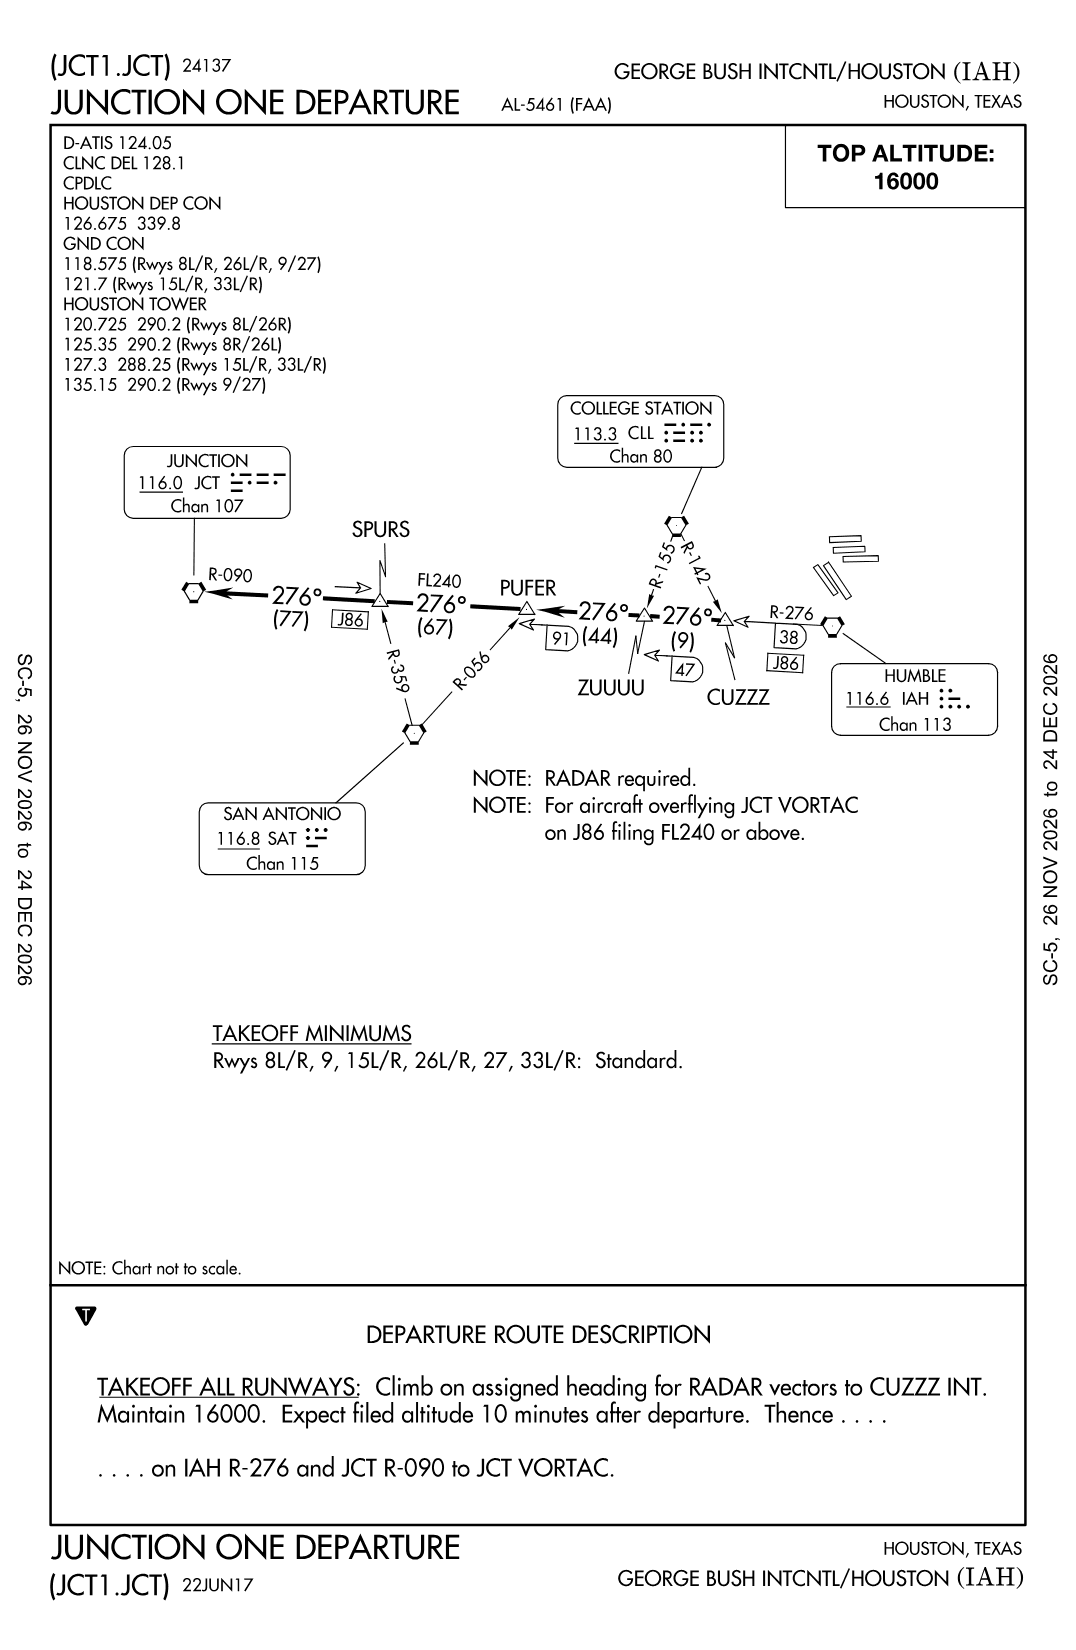 (JCT1.JCT) 24137
GEORGE BUSH INTCNTL/HOUSTON (IAH)
JUNCTION ONE DEPARTURE
AL-5461 (FAA)
HOUSTON, TEXAS
D-ATIS 124.05
CLNC DEL 128.1
CPDLC
HOUSTON DEP CON
126.675 339.8
GND CON
118.575 (Rwys 8L/R, 26L/R, 9/27)
121.7 (Rwys 15L/R, 33L/R)
HOUSTON TOWER
120.725 290.2 (Rwys 8L/26R)
125.35 290.2 (Rwys 8R/26L)
127.3 288.25 (Rwys 15L/R, 33L/R)
135.15 290.2 (Rwys 9/27)
TOP ALTITUDE:
16000
COLLEGE STATION
113.3 CLL
Chan 80
JUNCTION
116.0 JCT
Chan 107
SPURS
R-090
276°
(77)
J86
FL240
276°
(67)
PUFER
91
276°
(44)
R-155
R-142
276°
(9)
47
ZUUUU
CUZZZ
R-276
38
J86
R-359
R-056
HUMBLE
116.6 IAH
Chan 113
SAN ANTONIO
116.8 SAT
Chan 115
NOTE: RADAR required.
NOTE: For aircraft overflying JCT VORTAC
on J86 filing FL240 or above.
SC-5, 26 NOV 2026 to 24 DEC 2026
SC-5, 26 NOV 2026 to 24 DEC 2026
TAKEOFF MINIMUMS
Rwys 8L/R, 9, 15L/R, 26L/R, 27, 33L/R: Standard.
NOTE: Chart not to scale.
T
DEPARTURE ROUTE DESCRIPTION
TAKEOFF ALL RUNWAYS: Climb on assigned heading for RADAR vectors to CUZZZ INT.
Maintain 16000. Expect filed altitude 10 minutes after departure. Thence . . . .
. . . . on IAH R-276 and JCT R-090 to JCT VORTAC.
JUNCTION ONE DEPARTURE
HOUSTON, TEXAS
(JCT1.JCT) 22JUN17
GEORGE BUSH INTCNTL/HOUSTON (IAH)